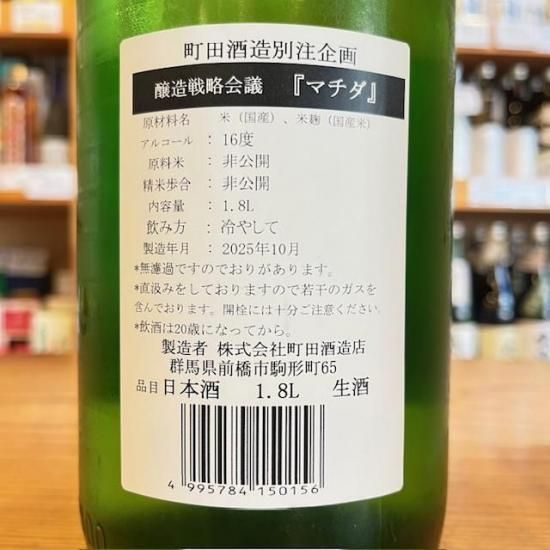 町田酒造別注企画
醸造戦略会議 『マチダ』
原材料名 米（国産）、米麹（国産米）
アルコール : 16度
原料米 : 非公開
精米歩合 : 非公開
内容量 : 1.8L
飲み方 : 冷やして
製造年月 : 2025年10月
*無濾過ですのでおりがあります。
*直汲みをしておりますので若干のガスを
含んでおります。開栓には十分ご注意ください。
*飲酒は20歳になってから。
製造者 株式会社町田酒造店
群馬県前橋市駒形町65
品目 日本酒 1.8L 生酒
4 995784 150156